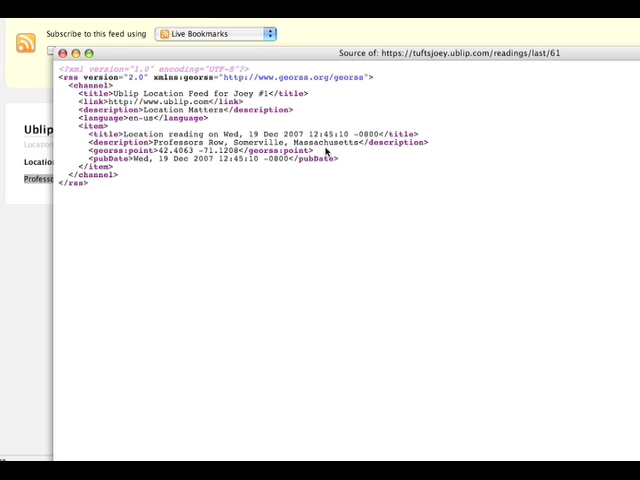 Subscribe to this feed using
Live Bookmarks
Source of: https://tuftsjoey.ublip.com/readings/last/61
<?xml version="1.0" encoding="UTF-8"?>
<rss version="2.0" xmlns:georss="http://www.georss.org/georss">
<channel>
<title>Ublip Location Feed for Joey #1</title>
<link>http://www.ublip.com</link>
<description>Location Matters</description>
<language>en-us</language>
<item>
<title>Location reading on Wed, 19 Dec 2007 12:45:10 -0800</title>
<description>Professors Row, Somerville, Massachusetts</description>
<georss:point>42.4063 -71.1208</georss:point>
<pubDate>Wed, 19 Dec 2007 12:45:10 -0800</pubDate>
</item>
</channel>
</rss>
Ublip
Location
Location
Profess